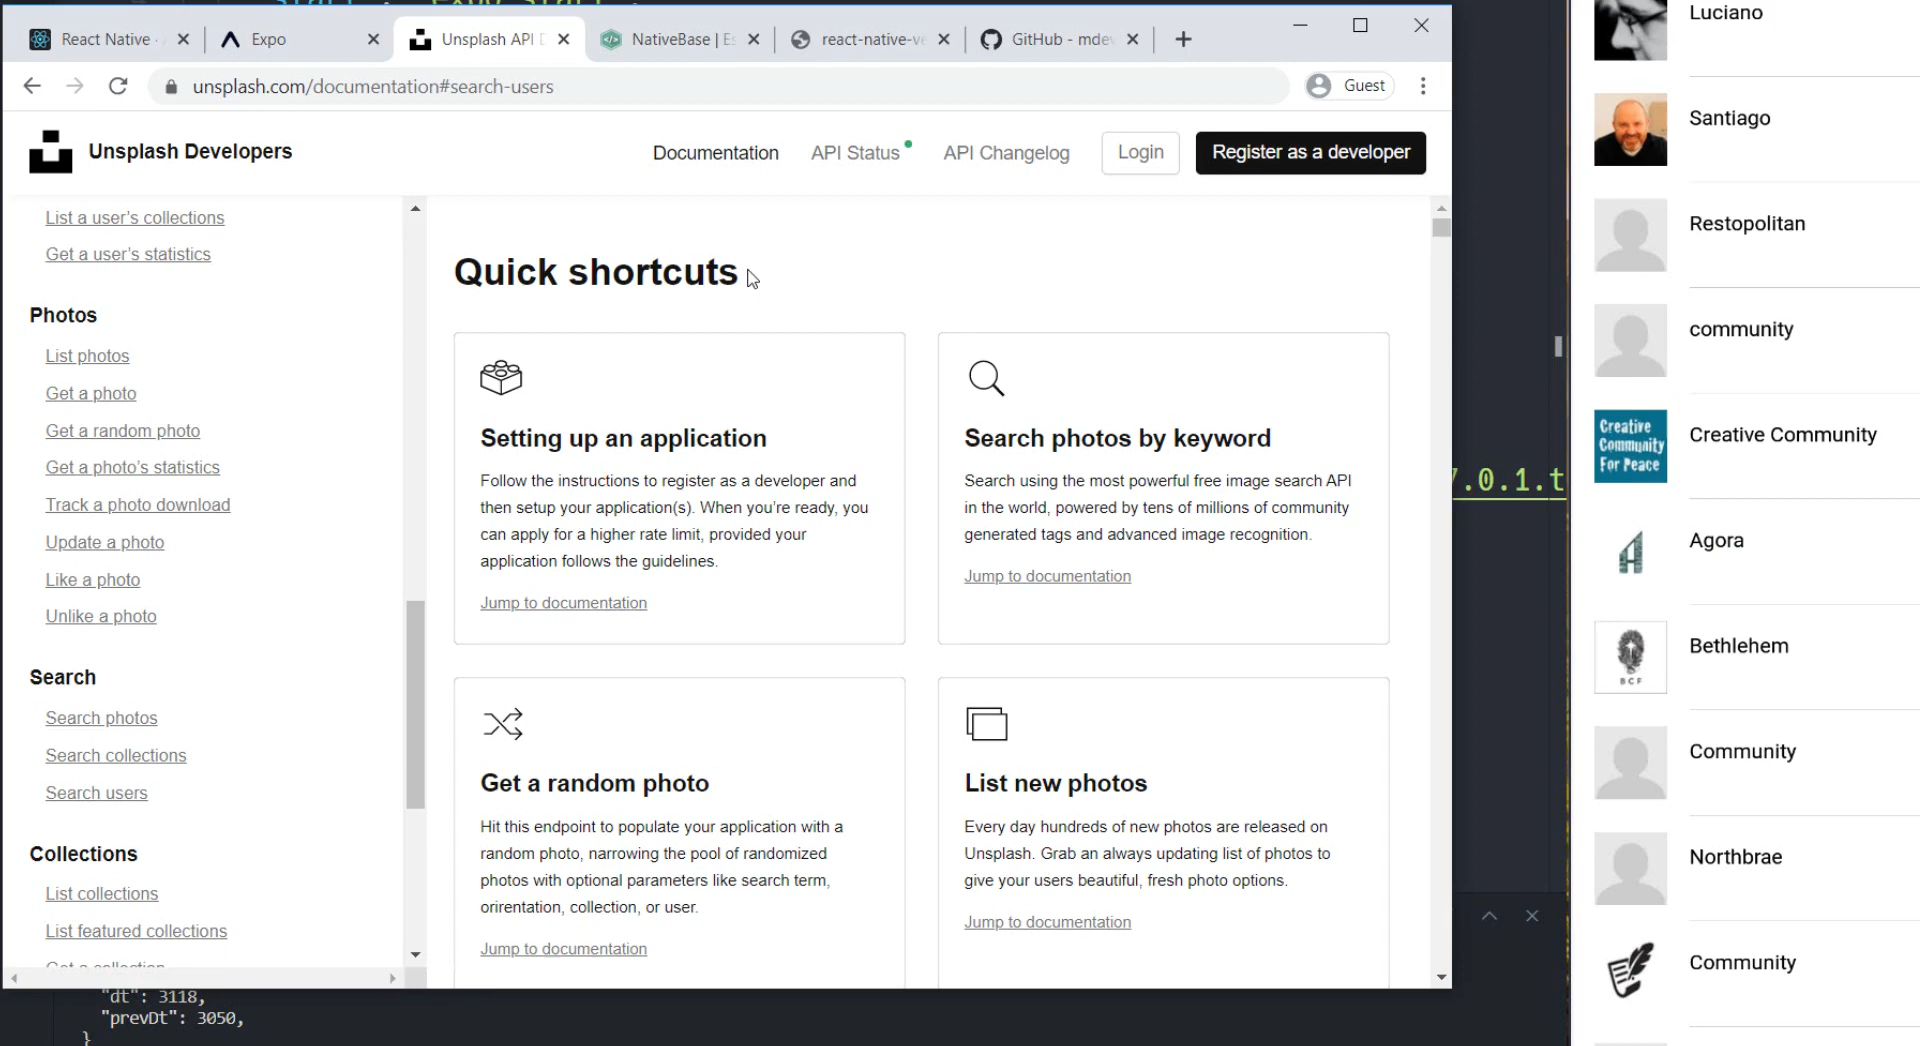 React Native
Expo
Unsplash API
NativeBase | Es
react-native-ve
GitHub - mdev
unsplash.com/documentation#search-users
Guest
Unsplash Developers
Documentation
API Status
API Changelog
Login
Register as a developer
List a user's collections
Get a user's statistics
Photos
List photos
Get a photo
Get a random photo
Get a photo's statistics
Track a photo download
Update a photo
Like a photo
Unlike a photo
Search
Search photos
Search collections
Search users
Collections
List collections
List featured collections
Get a collection
Quick shortcuts
Setting up an application
Follow the instructions to register as a developer and
then setup your application(s). When you're ready, you
can apply for a higher rate limit, provided your
application follows the guidelines.
Jump to documentation
Search photos by keyword
Search using the most powerful free image search API
in the world, powered by tens of millions of community
generated tags and advanced image recognition.
Jump to documentation
Get a random photo
Hit this endpoint to populate your application with a
random photo, narrowing the pool of randomized
photos with optional parameters like search term,
orirentation, collection, or user.
Jump to documentation
List new photos
Every day hundreds of new photos are released on
Unsplash. Grab an always updating list of photos to
give your users beautiful, fresh photo options.
Jump to documentation
"dt": 3118,
"prevDt": 3050,
}
.0.1.t
Luciano
Santiago
Restopolitan
community
Creative
Community
For Peace
Creative Community
Agora
BCF
Bethlehem
Community
Northbrae
Community